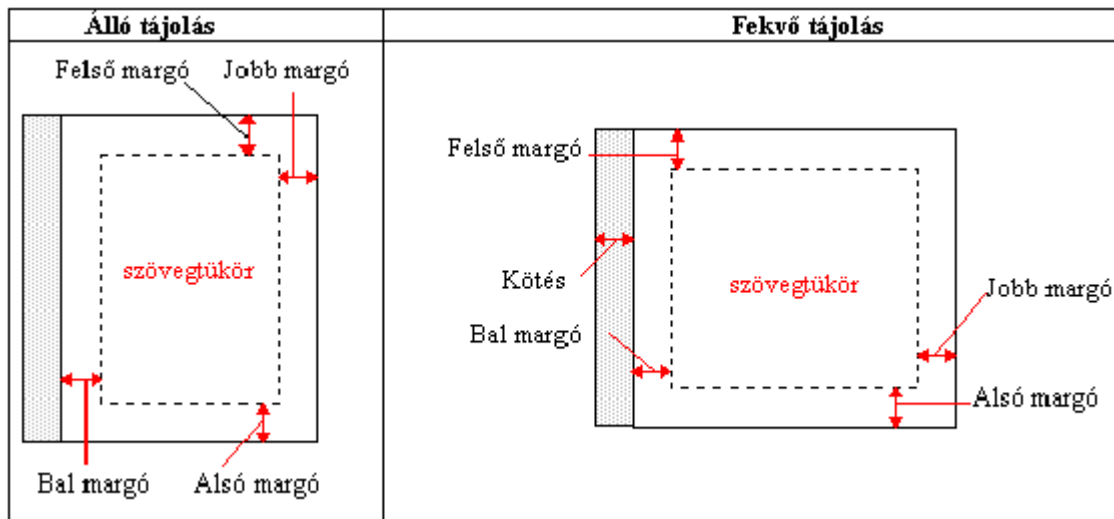 Álló tájolás
Fekvő tájolás
Felső margó
Jobb margó
szövegtükör
Bal margó
Alsó margó
Felső margó
Kötés
szövegtükör
Jobb margó
Bal margó
Alsó margó